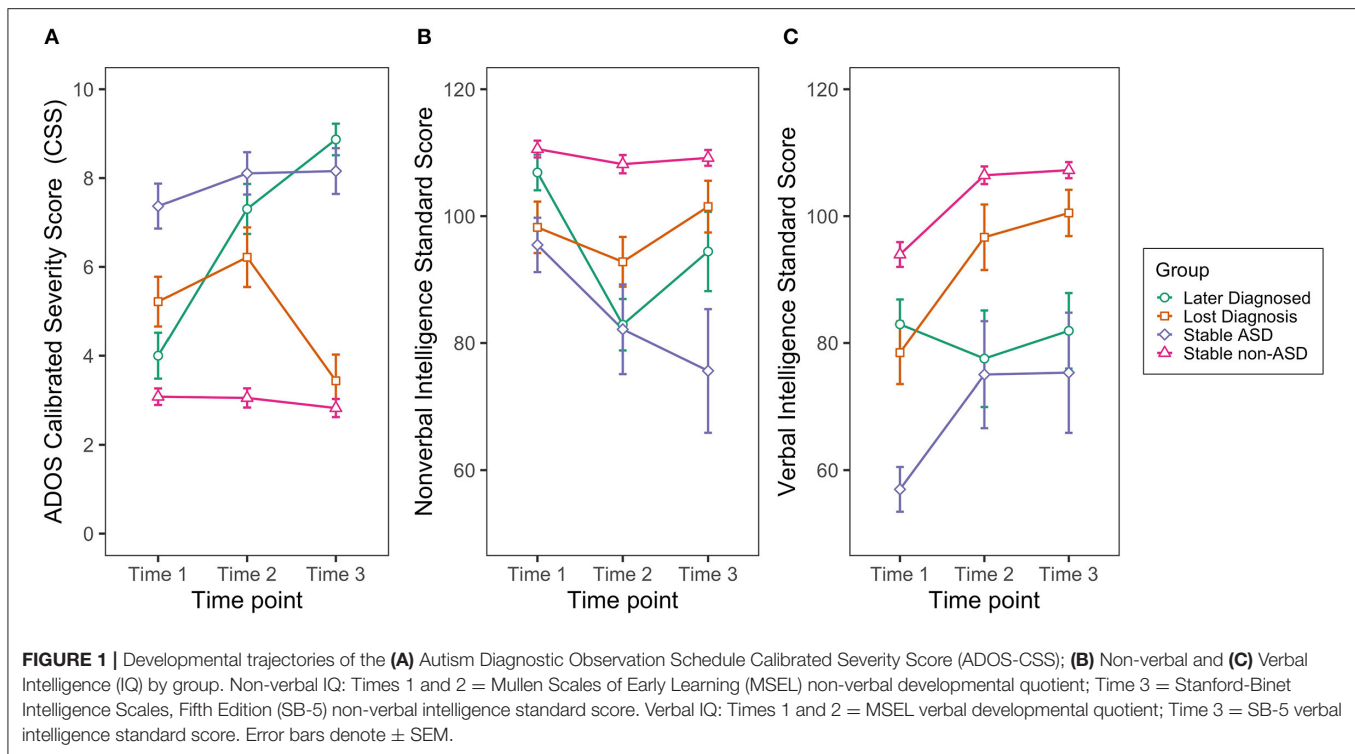 A
ADOS Calibrated Severity Score (CSS)
10
8
6
4
2
0
Time 1 Time 2 Time 3
Time point
B
Nonverbal Intelligence Standard Score
120
100
80
60
Time 1 Time 2 Time 3
Time point
C
Verbal Intelligence Standard Score
120
100
80
60
Time 1 Time 2 Time 3
Time point
Group
Later Diagnosed
Lost Diagnosis
Stable ASD
Stable non-ASD
FIGURE 1 | Developmental trajectories of the (A) Autism Diagnostic Observation Schedule Calibrated Severity Score (ADOS-CSS); (B) Non-verbal and (C) Verbal
Intelligence (IQ) by group. Non-verbal IQ: Times 1 and 2 = Mullen Scales of Early Learning (MSEL) non-verbal developmental quotient; Time 3 = Stanford-Binet
Intelligence Scales, Fifth Edition (SB-5) non-verbal intelligence standard score. Verbal IQ: Times 1 and 2 = MSEL verbal developmental quotient; Time 3 = SB-5 verbal
intelligence standard score. Error bars denote ± SEM.